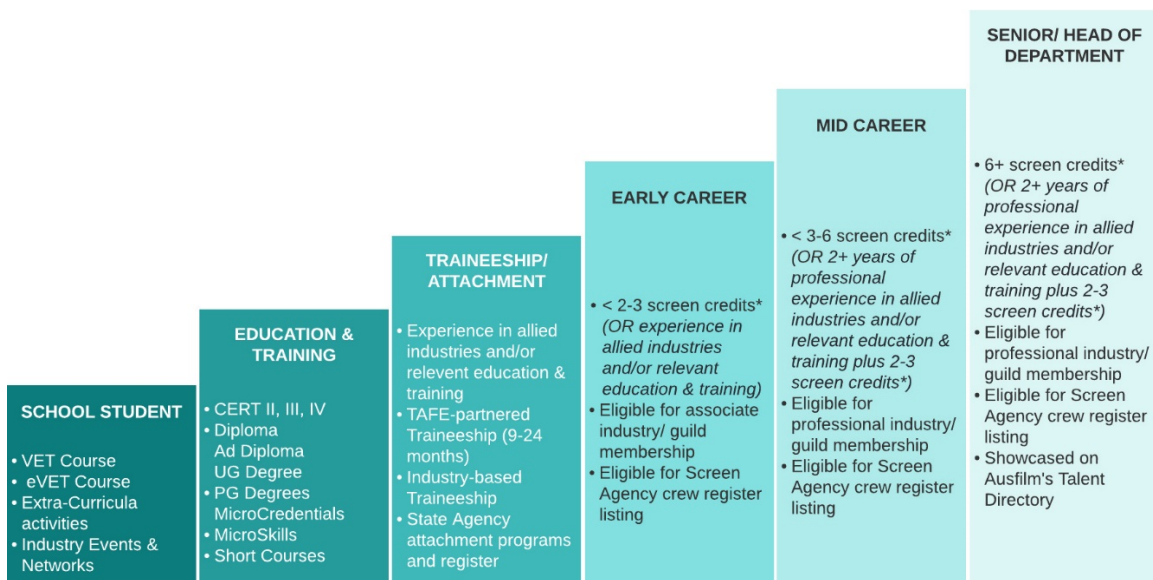 SCHOOL STUDENT
• VET Course
• eVET Course
• Extra-Curricula
activities
• Industry Events &
Networks
EDUCATION &
TRAINING
• CERT II, III, IV
• Diploma
Ad Diploma
UG Degree
• PG Degrees
MicroCredentials
• MicroSkills
• Short Courses
TRAINEESHIP/
ATTACHMENT
• Experience in allied
industries and/or
relevent education &
training
• TAFE-partnered
Traineeship (9-24
months)
• Industry-based
Traineeship
• State Agency
attachment programs
and register
EARLY CAREER
• < 2-3 screen credits*
(OR experience in
allied industries
and/or relevant
education & training)
• Eligible for associate
industry/ guild
membership
• Eligible for Screen
Agency crew register
listing
MID CAREER
• < 3-6 screen credits*
(OR 2+ years of
professional
experience in allied
industries and/or
relevant education &
training plus 2-3
screen credits*)
• Eligible for
professional industry/
guild membership
• Eligible for Screen
Agency crew register
listing
SENIOR/ HEAD OF
DEPARTMENT
• 6+ screen credits*
(OR 2+ years of
professional
experience in allied
industries and/or
relevant education &
training plus 2-3
screen credits*)
• Eligible for
professional industry/
guild membership
• Eligible for Screen
Agency crew register
listing
• Showcased on
Ausfilm's Talent
Directory